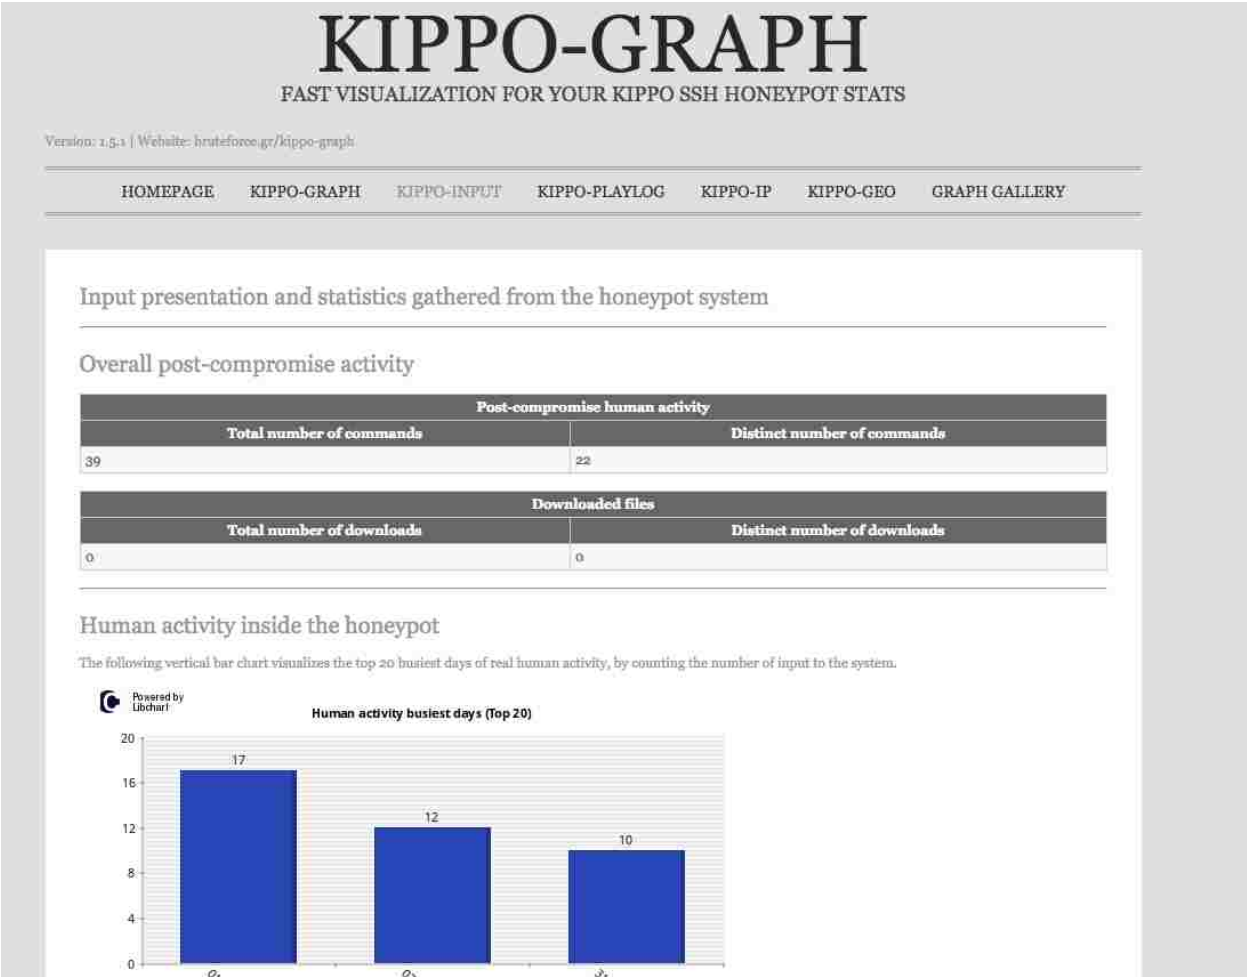 KIPPO-GRAPH
FAST VISUALIZATION FOR YOUR KIPPO SSH HONEYPOT STATS
Version: 1.5.1 | Website: bruteforce.gr/kippo-graph
HOMEPAGE KIPPO-GRAPH KIPPO-INPUT KIPPO-PLAYLOG KIPPO-IP KIPPO-GEO GRAPH GALLERY
Input presentation and statistics gathered from the honeypot system
Overall post-compromise activity
Post-compromise human activity
Total number of commands Distinct number of commands
39 22
Downloaded files
Total number of downloads Distinct number of downloads
0 0
Human activity inside the honeypot
The following vertical bar chart visualizes the top 20 busiest days of real human activity, by counting the number of input to the system.
Powered by
Libchart
Human activity busiest days (Top 20)
20
17
16
12
12
10
8
4
0